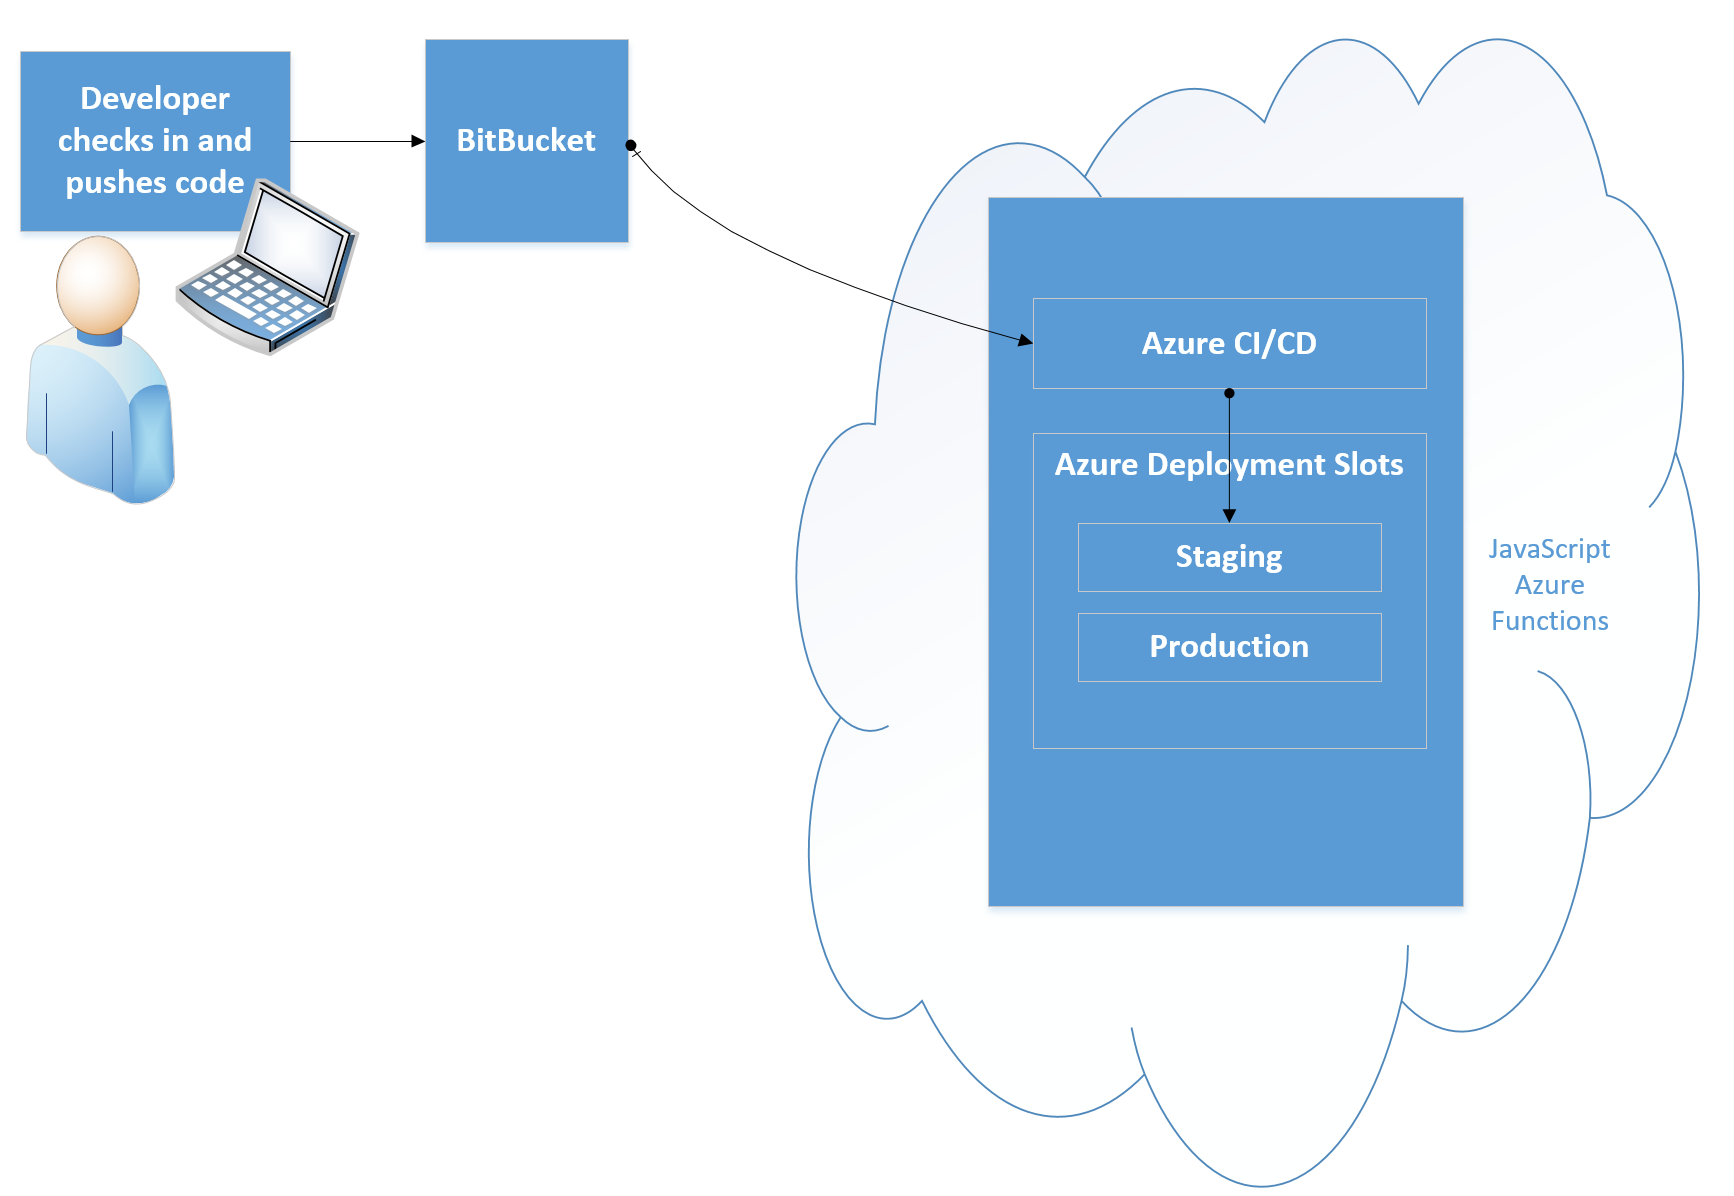 Developer
checks in and
pushes code
BitBucket
Azure CI/CD
Azure Deployment Slots
Staging
Production
JavaScript
Azure
Functions